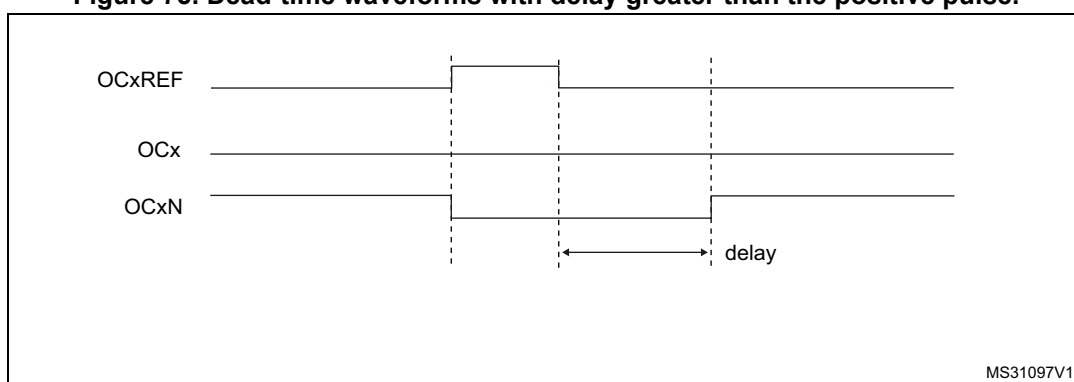 Figure 76. Dead-time waveforms with delay greater than the positive pulse.
OCxREF
OCx
OCxN
delay
MS31097V1